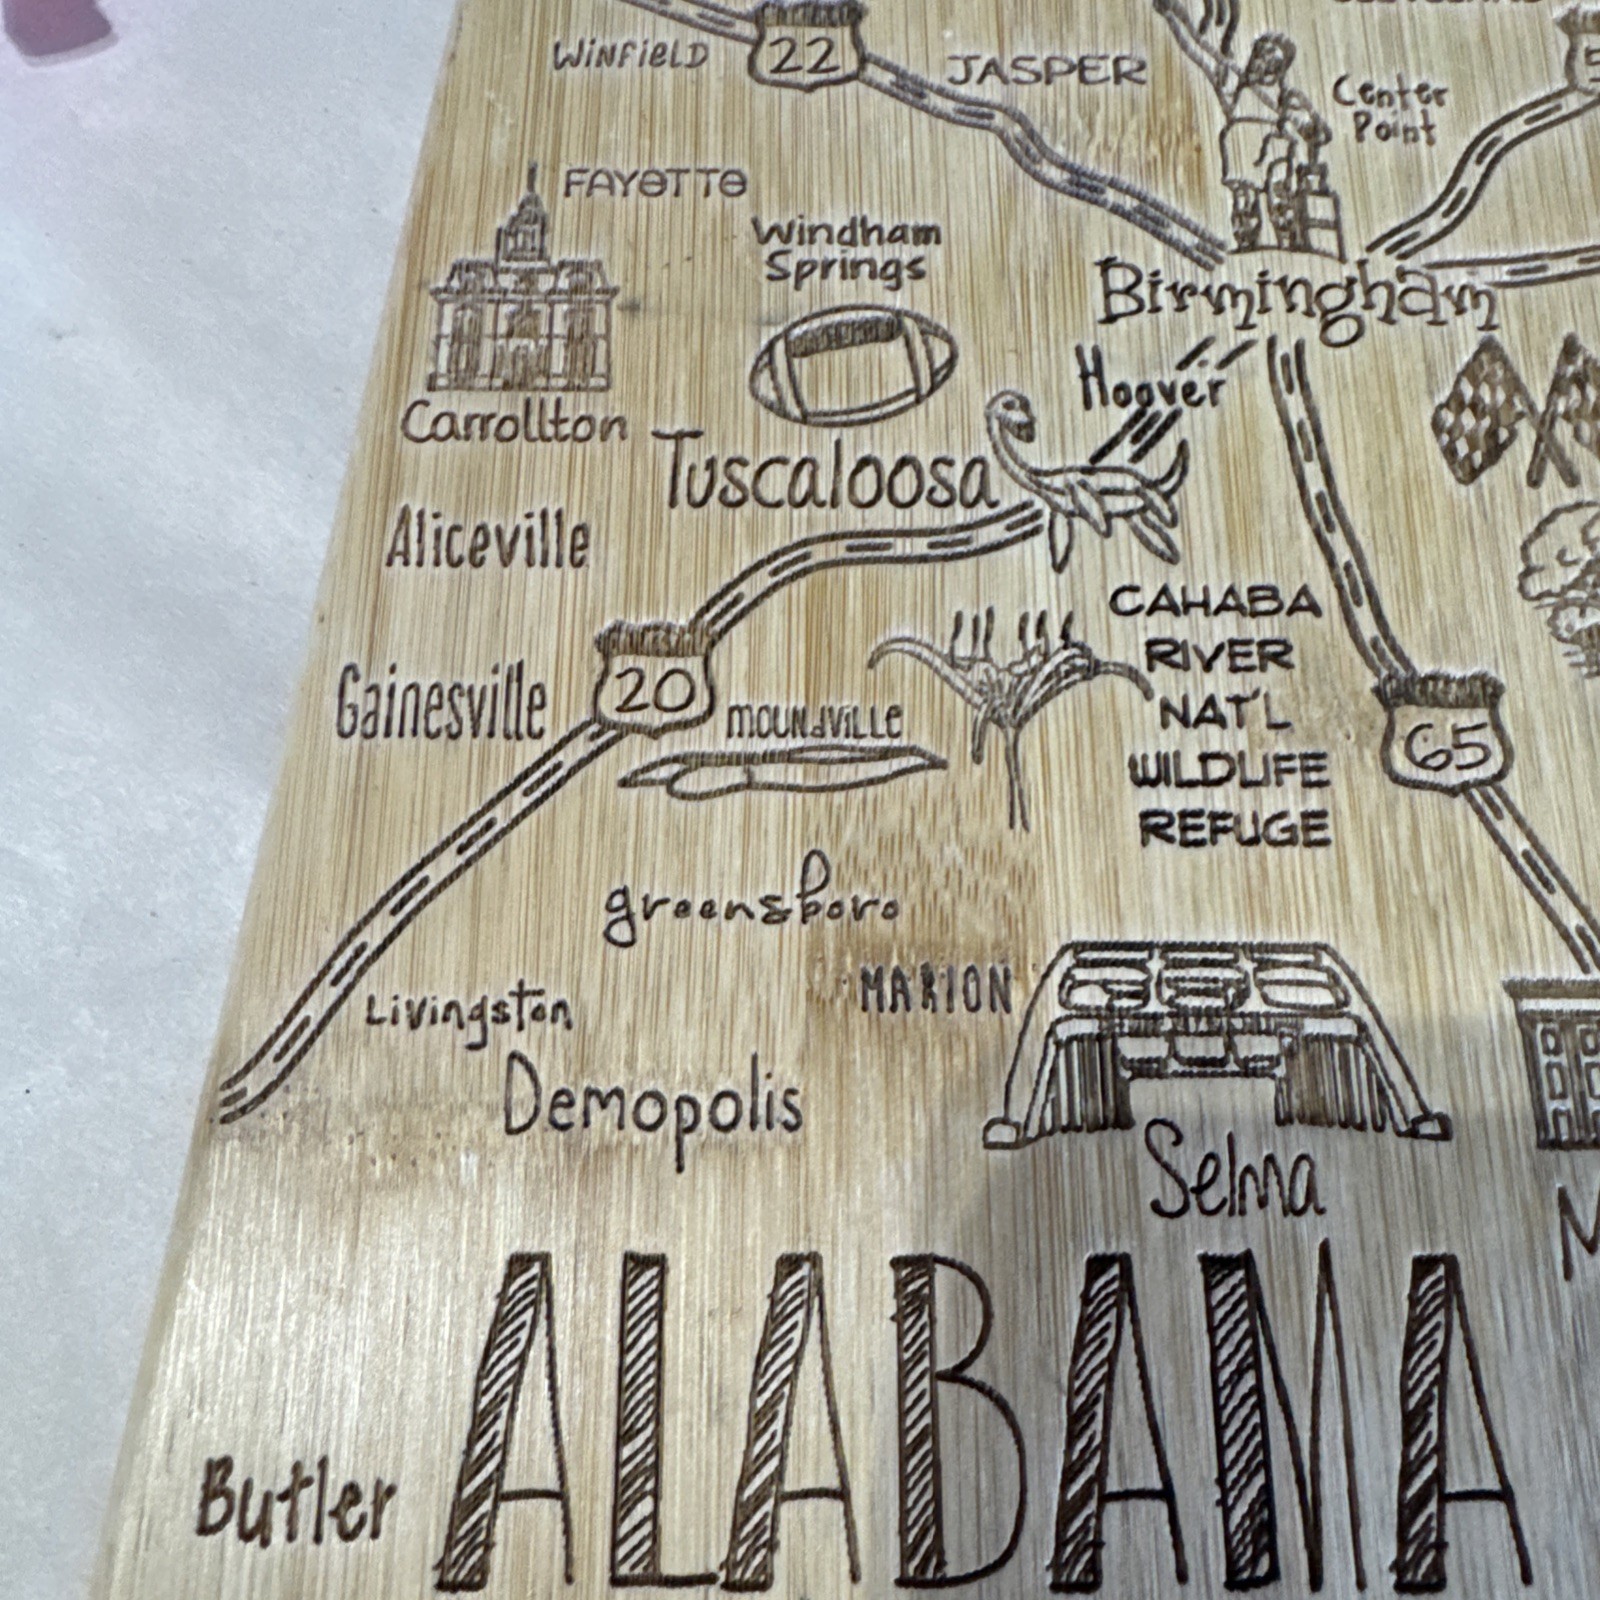 WiNFieLD
22
JASPER
Center
Point
FAYETTE
Windham
Springs
Birmingham
Hoover
Carrollton
Tuscaloosa
Aliceville
CAHABA
RIVER
NAT'L
WILDLIFE
REFUGE
Gainesville
20
MOUNdViLLE
65
greensboro
MARION
Livingston
Demopolis
Selma
ALABAMA
Butler